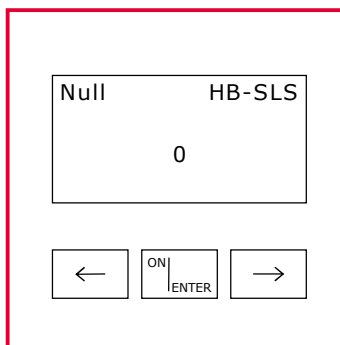 Null HB-SLS
0
← ON ENTER →